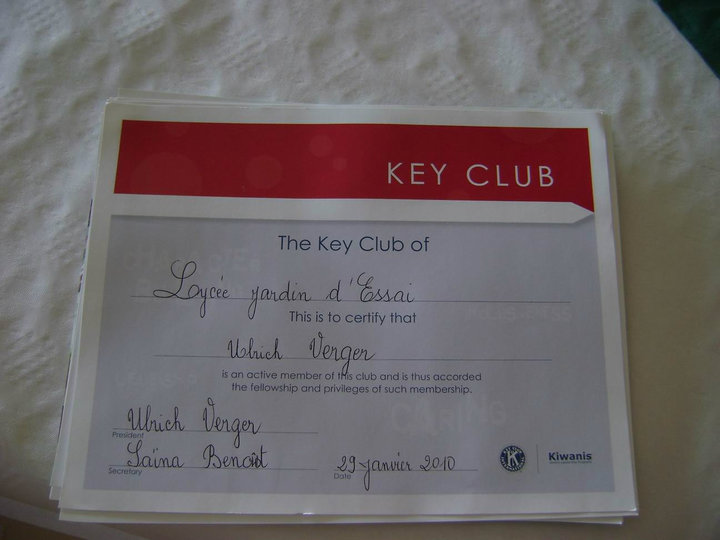 KEY CLUB
The Key Club of
Lycée jardin d'Essai
This is to certify that
Ulrich Verger
is an active member of this club and is thus accorded
the fellowship and privileges of such membership.
Ulrich Verger
President
Saïna Benoit
Secretary
29 janvier 2010
Date
K
Kiwanis